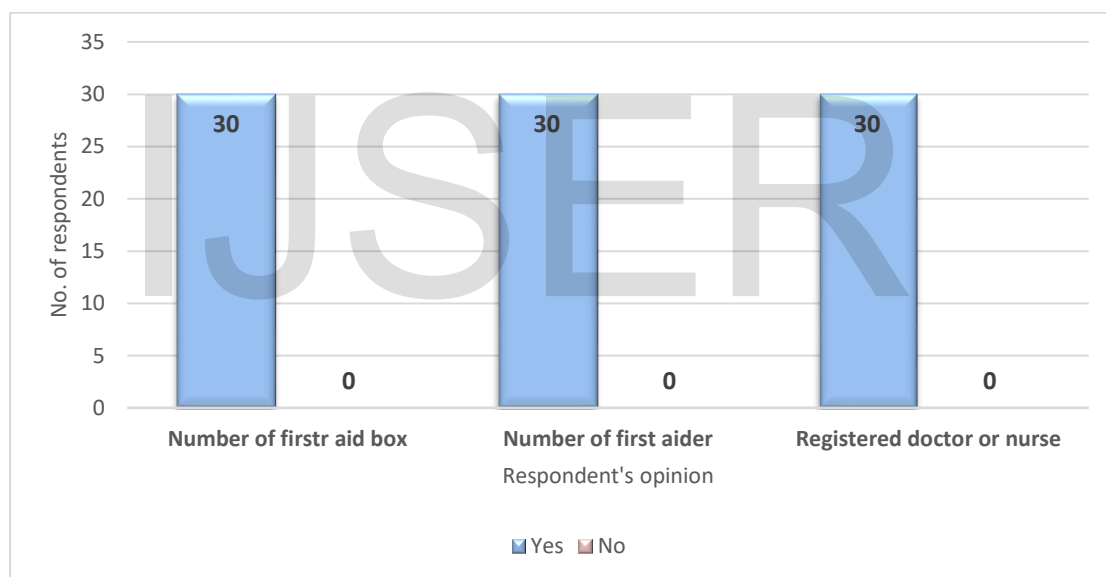 35
30
25
20
15
10
5
0
No. of respondents
30
0
30
0
30
0
Number of firstr aid box
Number of first aider
Registered doctor or nurse
Respondent's opinion
Yes No
IJSER